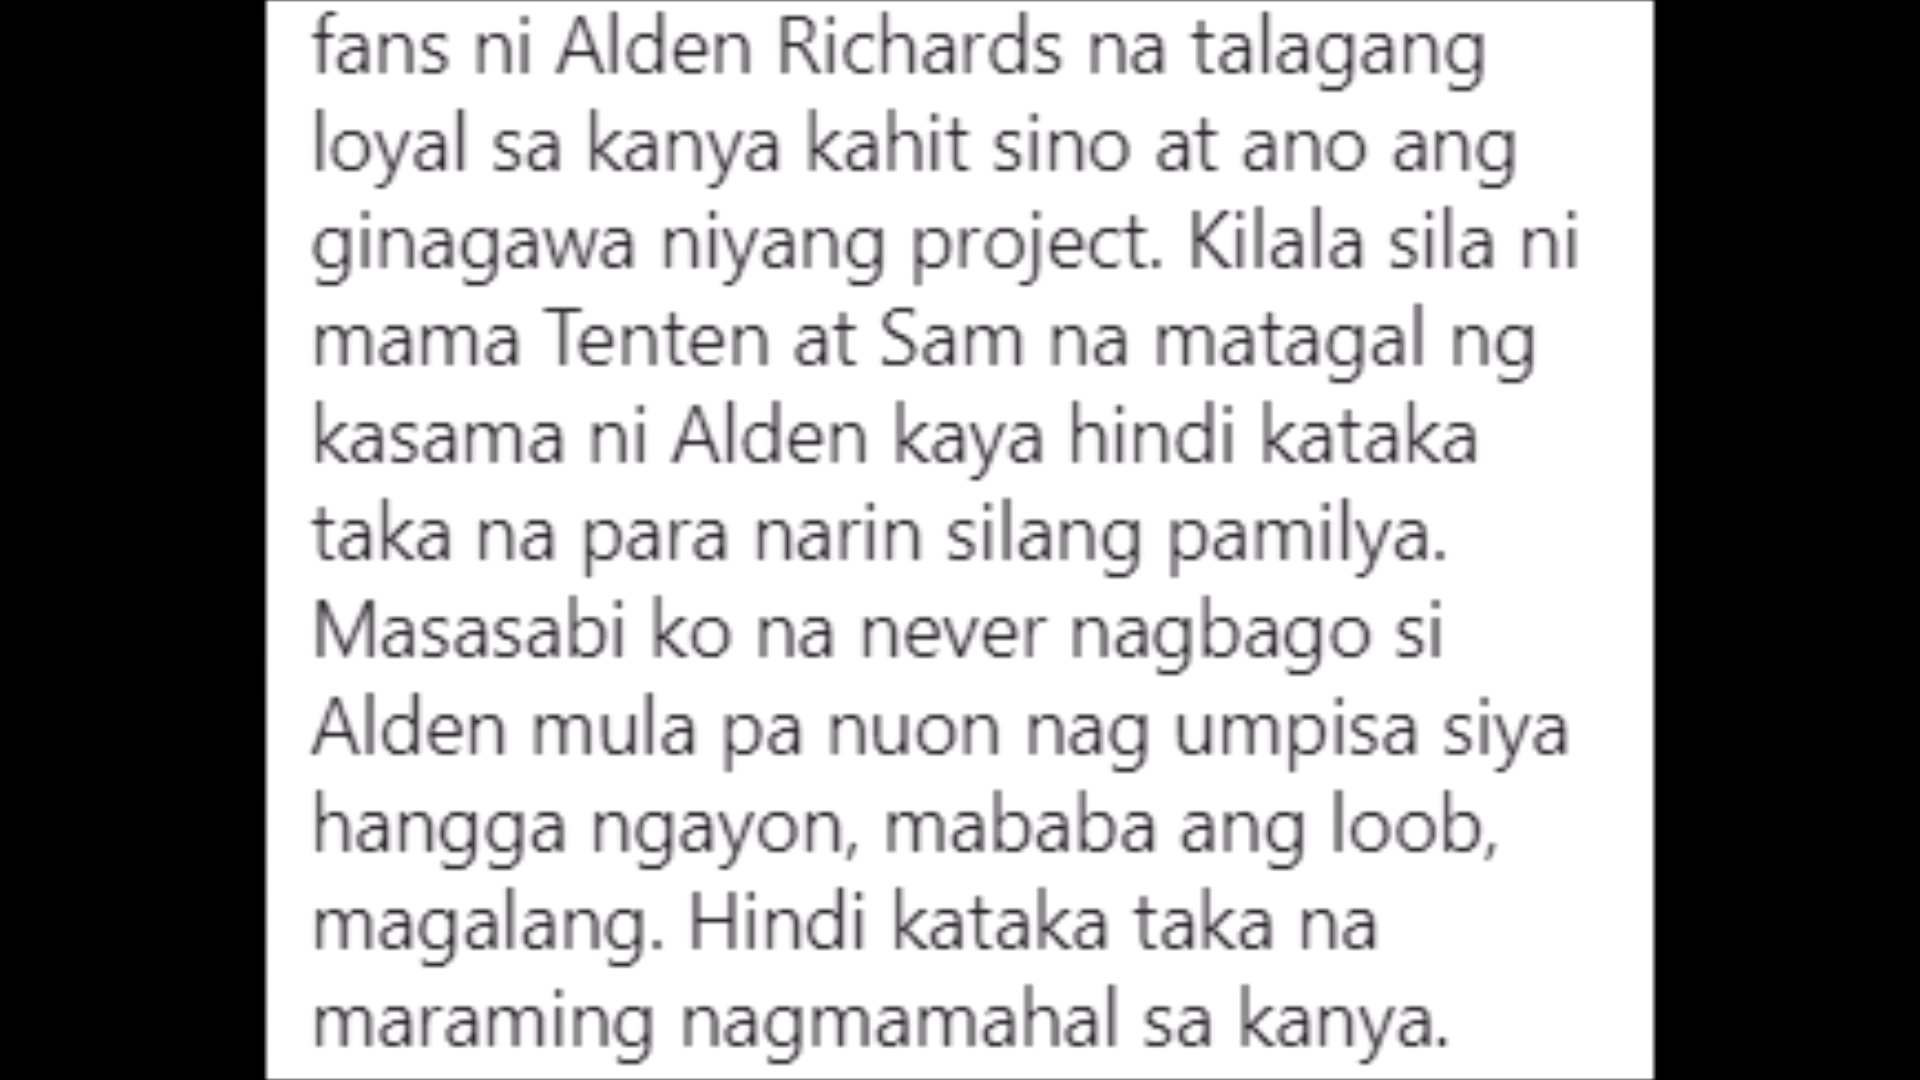 fans ni Alden Richards na talagang
loyal sa kanya kahit sino at ano ang
ginagawa niyang project. Kilala sila ni
mama Tenten at Sam na matagal ng
kasama ni Alden kaya hindi kataka
taka na para narin silang pamilya.
Masasabi ko na never nagbago si
Alden mula pa nuon nag umpisa siya
hangga ngayon, mababa ang loob,
magalang. Hindi kataka taka na
maraming nagmamahal sa kanya.